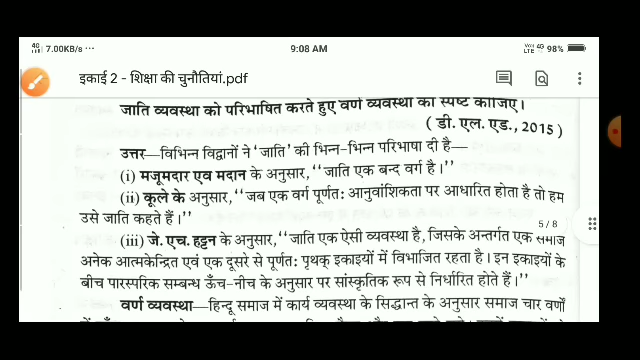 4G 7.00KB/s ··· 9:08 AM Vo) 4G LTE 98%
इकाई 2 - शिक्षा की चुनौतियां.pdf
जाति व्यवस्था को परिभाषित करते हुए वर्ण व्यवस्था को स्पष्ट कीजिए।
( डी. एल. एड., 2015 )
उत्तर—विभिन्न विद्वानों ने ‘जाति’ की भिन्न-भिन्न परिभाषा दी है—
(i) मजूमदार एव मदान के अनुसार, ‘‘जाति एक बन्द वर्ग है।’’
(ii) कूले के अनुसार, ‘‘जब एक वर्ग पूर्णत: आनुवांशिकता पर आधारित होता है तो हम
उसे जाति कहते हैं।’’
5 / 8
(iii) जे. एच. हट्टन के अनुसार, ‘‘जाति एक ऐसी व्यवस्था है, जिसके अन्तर्गत एक समाज
अनेक आत्मकेन्द्रित एवं एक दूसरे से पूर्णत: पृथक् इकाइयों में विभाजित रहता है। इन इकाइयों के
बीच पारस्परिक सम्बन्ध ऊँच-नीच के अनुसार पर सांस्कृतिक रूप से निर्धारित होते हैं।’’
वर्ण व्यवस्था—हिन्दू समाज में कार्य व्यवस्था के सिद्धान्त के अनुसार समाज चार वर्णों